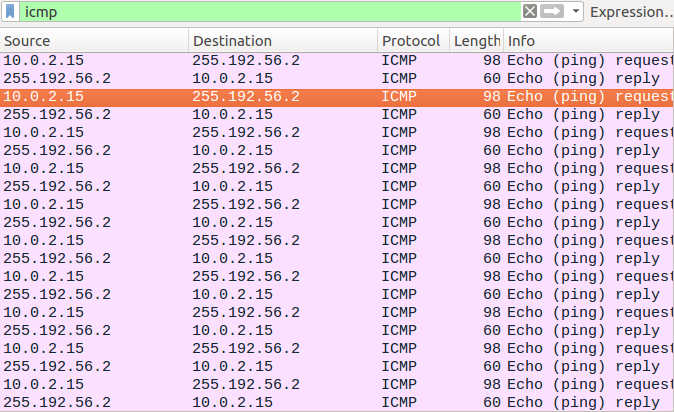 icmp Expression…
Source Destination Protocol Length Info
10.0.2.15 255.192.56.2 ICMP 98 Echo (ping) request
255.192.56.2 10.0.2.15 ICMP 60 Echo (ping) reply
10.0.2.15 255.192.56.2 ICMP 98 Echo (ping) request
255.192.56.2 10.0.2.15 ICMP 60 Echo (ping) reply
10.0.2.15 255.192.56.2 ICMP 98 Echo (ping) request
255.192.56.2 10.0.2.15 ICMP 60 Echo (ping) reply
10.0.2.15 255.192.56.2 ICMP 98 Echo (ping) request
255.192.56.2 10.0.2.15 ICMP 60 Echo (ping) reply
10.0.2.15 255.192.56.2 ICMP 98 Echo (ping) request
255.192.56.2 10.0.2.15 ICMP 60 Echo (ping) reply
10.0.2.15 255.192.56.2 ICMP 98 Echo (ping) request
255.192.56.2 10.0.2.15 ICMP 60 Echo (ping) reply
10.0.2.15 255.192.56.2 ICMP 98 Echo (ping) request
255.192.56.2 10.0.2.15 ICMP 60 Echo (ping) reply
10.0.2.15 255.192.56.2 ICMP 98 Echo (ping) request
255.192.56.2 10.0.2.15 ICMP 60 Echo (ping) reply
10.0.2.15 255.192.56.2 ICMP 98 Echo (ping) request
255.192.56.2 10.0.2.15 ICMP 60 Echo (ping) reply
10.0.2.15 255.192.56.2 ICMP 98 Echo (ping) request
255.192.56.2 10.0.2.15 ICMP 60 Echo (ping) reply